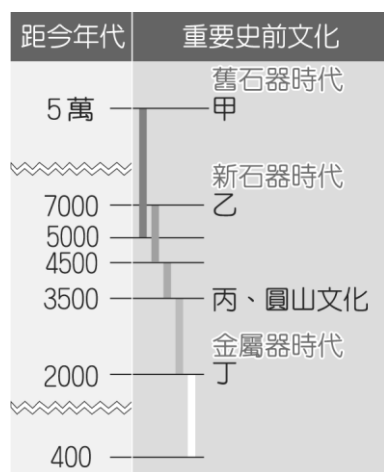 距今年代 重要史前文化
舊石器時代
5萬 甲
新石器時代
7000 乙
5000
4500
3500 丙、圓山文化
金屬器時代
2000 丁
400